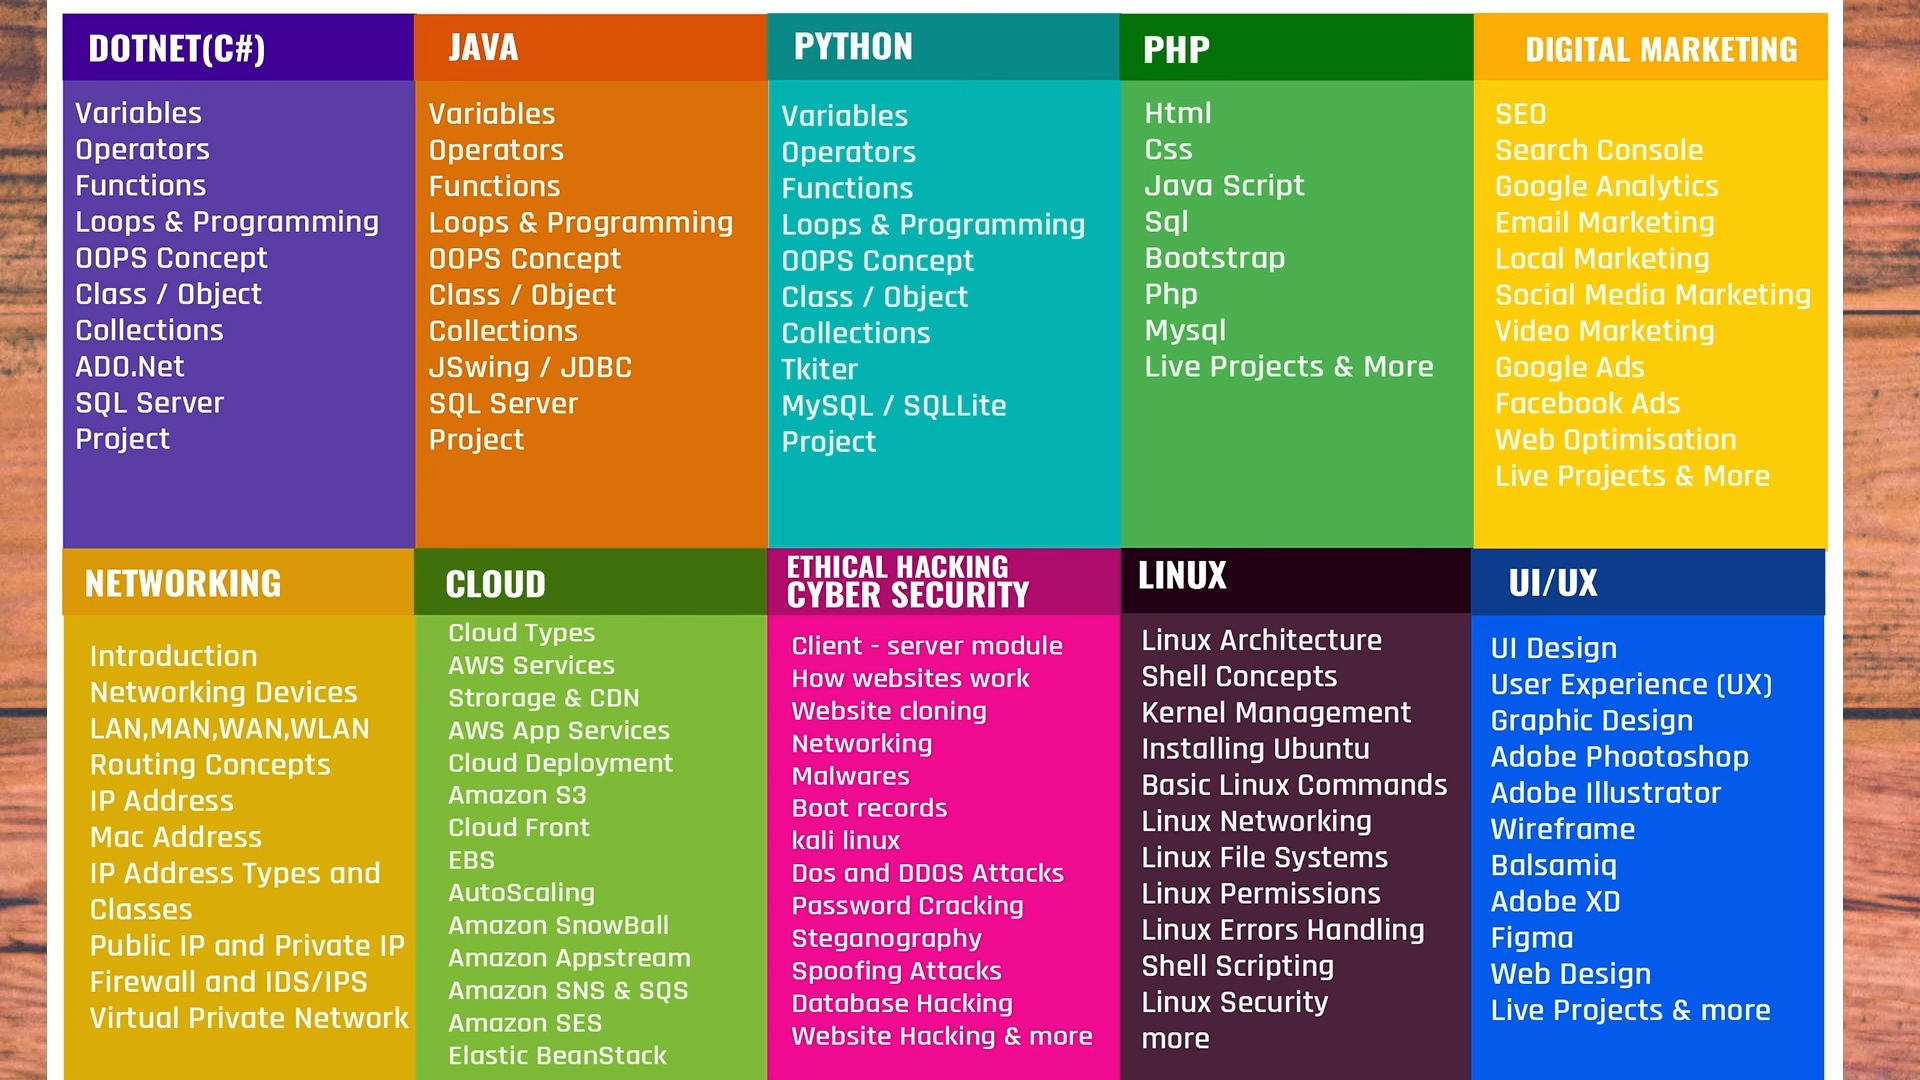 DOTNET(C#)
Variables
Operators
Functions
Loops & Programming
OOPS Concept
Class / Object
Collections
ADO.Net
SQL Server
Project
JAVA
Variables
Operators
Functions
Loops & Programming
OOPS Concept
Class / Object
Collections
JSwing / JDBC
SQL Server
Project
PYTHON
Variables
Operators
Functions
Loops & Programming
OOPS Concept
Class / Object
Collections
Tkiter
MySQL / SQLLite
Project
PHP
Html
Css
Java Script
Sql
Bootstrap
Php
Mysql
Live Projects & More
DIGITAL MARKETING
SEO
Search Console
Google Analytics
Email Marketing
Local Marketing
Social Media Marketing
Video Marketing
Google Ads
Facebook Ads
Web Optimisation
Live Projects & More
NETWORKING
Introduction
Networking Devices
LAN,MAN,WAN,WLAN
Routing Concepts
IP Address
Mac Address
IP Address Types and
Classes
Public IP and Private IP
Firewall and IDS/IPS
Virtual Private Network
CLOUD
Cloud Types
AWS Services
Strorage & CDN
AWS App Services
Cloud Deployment
Amazon S3
Cloud Front
EBS
AutoScaling
Amazon SnowBall
Amazon Appstream
Amazon SNS & SQS
Amazon SES
Elastic BeanStack
ETHICAL HACKING
CYBER SECURITY
Client - server module
How websites work
Website cloning
Networking
Malwares
Boot records
kali linux
Dos and DDOS Attacks
Password Cracking
Steganography
Spoofing Attacks
Database Hacking
Website Hacking & more
LINUX
Linux Architecture
Shell Concepts
Kernel Management
Installing Ubuntu
Basic Linux Commands
Linux Networking
Linux File Systems
Linux Permissions
Linux Errors Handling
Shell Scripting
Linux Security
more
UI/UX
UI Design
User Experience (UX)
Graphic Design
Adobe Phootoshop
Adobe Illustrator
Wireframe
Balsamiq
Adobe XD
Figma
Web Design
Live Projects & more